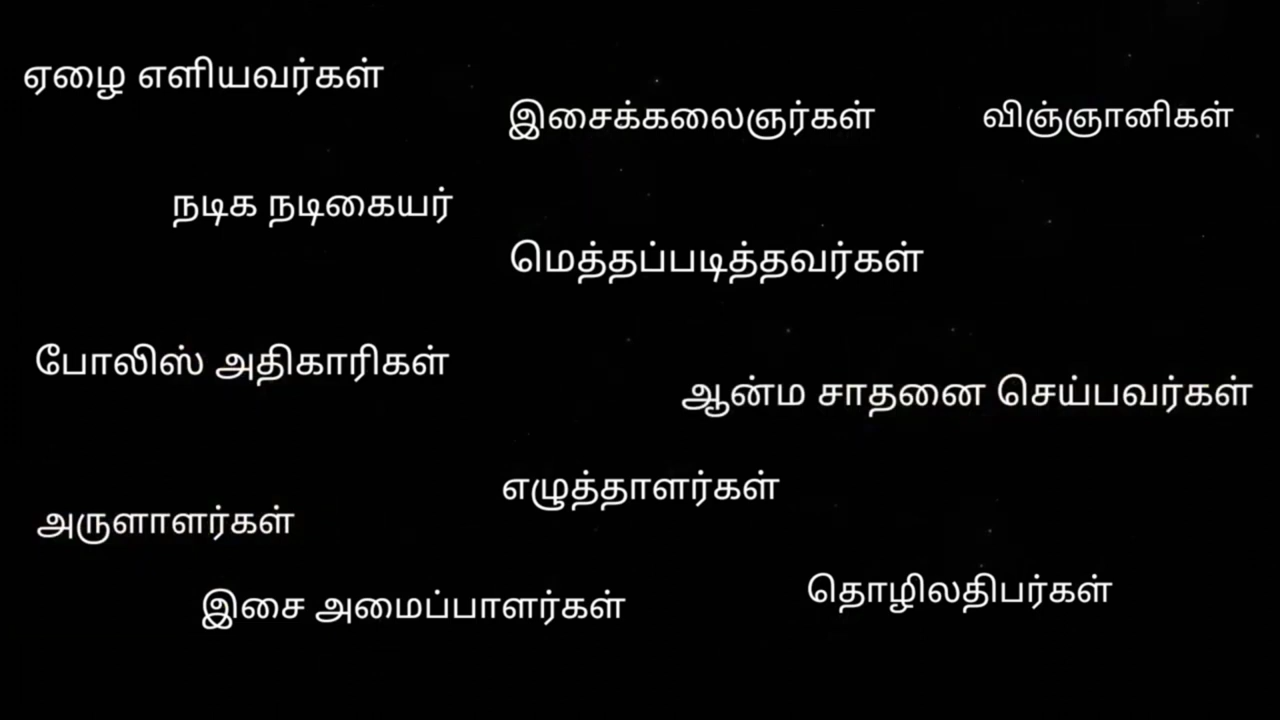 ஏழை எளியவர்கள்
இசைக்கலைஞர்கள்
விஞ்ஞானிகள்
நடிக நடிகையர்
மெத்தப்படித்தவர்கள்
போலிஸ் அதிகாரிகள்
ஆன்ம சாதனை செய்பவர்கள்
எழுத்தாளர்கள்
அருளாளர்கள்
தொழிலதிபர்கள்
இசை அமைப்பாளர்கள்